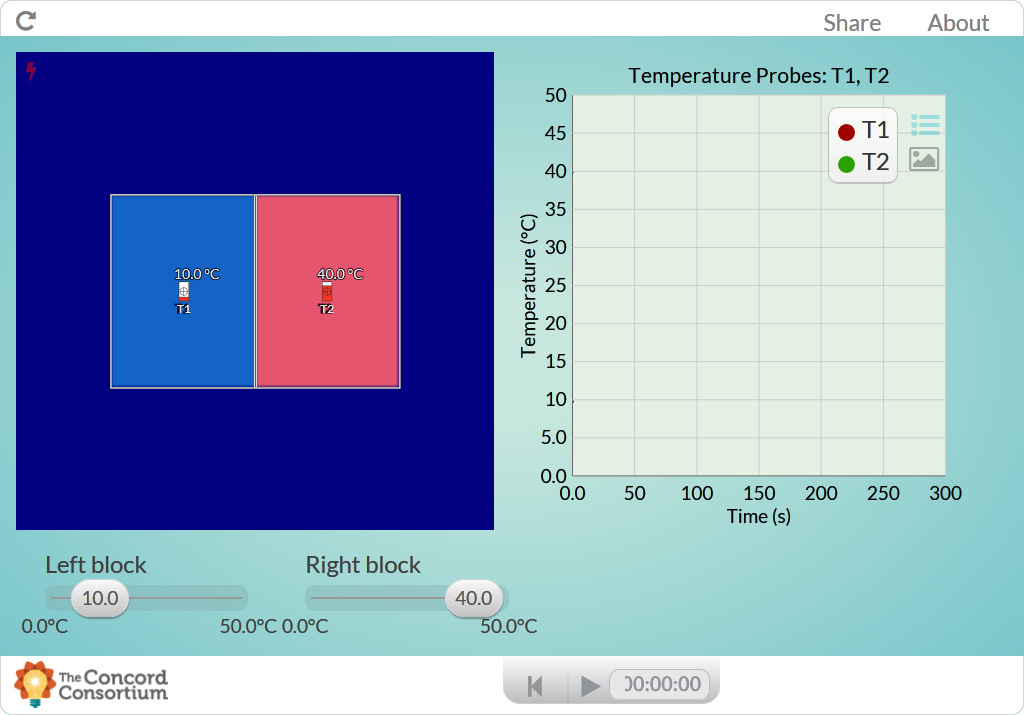 Share About
Temperature Probes: T1, T2
50
45
40
35
30
25
20
15
10
5.0
0.0
Temperature (°C)
T1
T2
0.0 50 100 150 200 250 300
Time (s)
10.0 °C
T1
40.0 °C
T2
Left block
10.0
0.0°C 50.0°C
Right block
40.0
0.0°C 50.0°C
The Concord
Consortium
00:00:00